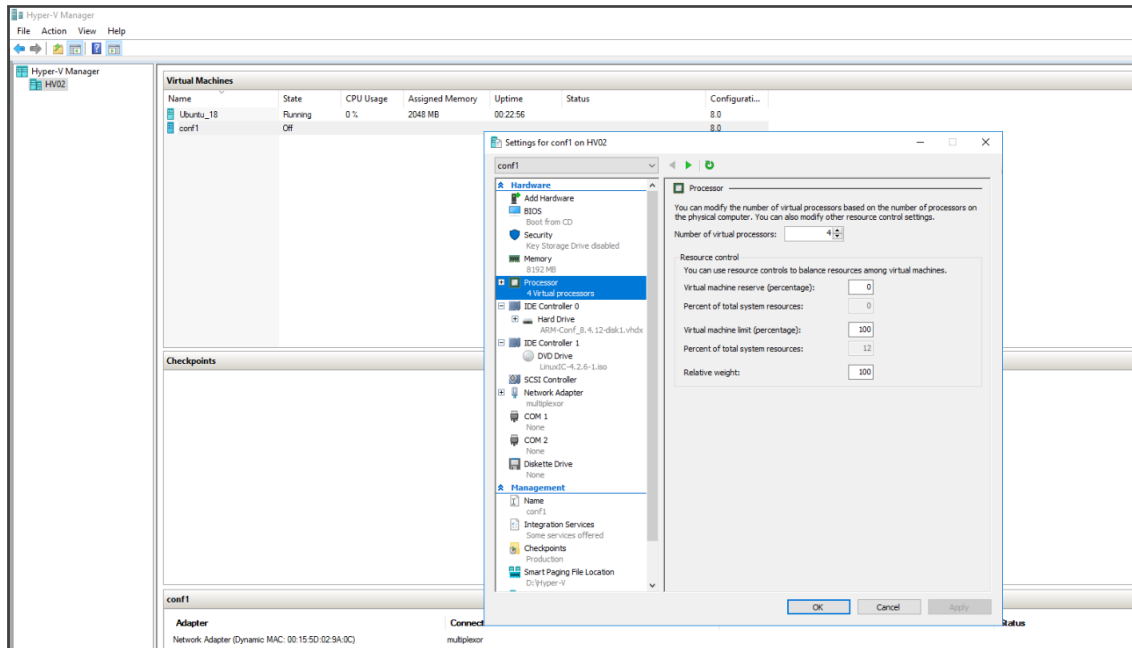 Hyper-V Manager
File Action View Help
Hyper-V Manager
HV02
Virtual Machines
Name State CPU Usage Assigned Memory Uptime Status Configurati...
Ubuntu_18 Running 0 % 2048 MB 00:22:56 8.0
conf1 Off 8.0
Checkpoints
conf1
Adapter Connect Status
Network Adapter (Dynamic MAC: 00:15:5D:02:9A:0C) multiplexor
Settings for conf1 on HV02
conf1
Hardware
Add Hardware
BIOS
Boot from CD
Security
Key Storage Drive disabled
Memory
8192 MB
Processor
4 Virtual processors
IDE Controller 0
Hard Drive
ARM-Conf_8.4.12-disk1.vhdx
IDE Controller 1
DVD Drive
LinuxIC-4.2.6-1.iso
SCSI Controller
Network Adapter
multiplexor
COM 1
None
COM 2
None
Diskette Drive
None
Management
Name
conf1
Integration Services
Some services offered
Checkpoints
Production
Smart Paging File Location
D:\Hyper-V
Processor
You can modify the number of virtual processors based on the number of processors on
the physical computer. You can also modify other resource control settings.
Number of virtual processors: 4
Resource control
You can use resource controls to balance resources among virtual machines.
Virtual machine reserve (percentage): 0
Percent of total system resources: 0
Virtual machine limit (percentage): 100
Percent of total system resources: 12
Relative weight: 100
OK Cancel Apply